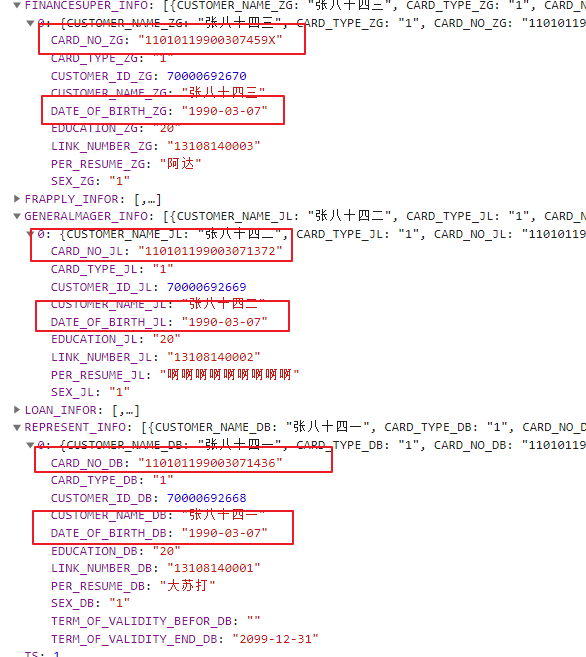 FINANCESUPER_INFO: [{CUSTOMER_NAME_ZG: "张八十四三", CARD_TYPE_ZG: "1", CARD_NO_ZG: "1101011
0: {CUSTOMER_NAME_ZG: "张八十四三", CARD_TYPE_ZG: "1", CARD_NO_ZG: "11010119
CARD_NO_ZG: "11010119900307459X"
CARD_TYPE_ZG: "1"
CUSTOMER_ID_ZG: 70000692670
CUSTOMER_NAME_ZG: "张八十四三"
DATE_OF_BIRTH_ZG: "1990-03-07"
EDUCATION_ZG: "20"
LINK_NUMBER_ZG: "13108140003"
PER_RESUME_ZG: "阿达"
SEX_ZG: "1"
FRAPPLY_INFOR: [,…]
GENERALMAGER_INFO: [{CUSTOMER_NAME_JL: "张八十四二", CARD_TYPE_JL: "1", CARD_NO_JL: "1101011
0: {CUSTOMER_NAME_JL: "张八十四二", CARD_TYPE_JL: "1", CARD_NO_JL: "11010119
CARD_NO_JL: "110101199003071372"
CARD_TYPE_JL: "1"
CUSTOMER_ID_JL: 70000692669
CUSTOMER_NAME_JL: "张八十四二"
DATE_OF_BIRTH_JL: "1990-03-07"
EDUCATION_JL: "20"
LINK_NUMBER_JL: "13108140002"
PER_RESUME_JL: "啊啊啊啊啊啊啊啊啊"
SEX_JL: "1"
LOAN_INFOR: [,…]
REPRESENT_INFO: [{CUSTOMER_NAME_DB: "张八十四一", CARD_TYPE_DB: "1", CARD_NO_D
0: {CUSTOMER_NAME_DB: "张八十四一", CARD_TYPE_DB: "1", CARD_NO_DB: "11010119
CARD_NO_DB: "110101199003071436"
CARD_TYPE_DB: "1"
CUSTOMER_ID_DB: 70000692668
CUSTOMER_NAME_DB: "张八十四一"
DATE_OF_BIRTH_DB: "1990-03-07"
EDUCATION_DB: "20"
LINK_NUMBER_DB: "13108140001"
PER_RESUME_DB: "大苏打"
SEX_DB: "1"
TERM_OF_VALIDITY_BEFOR_DB: ""
TERM_OF_VALIDITY_END_DB: "2099-12-31"
TS: 1